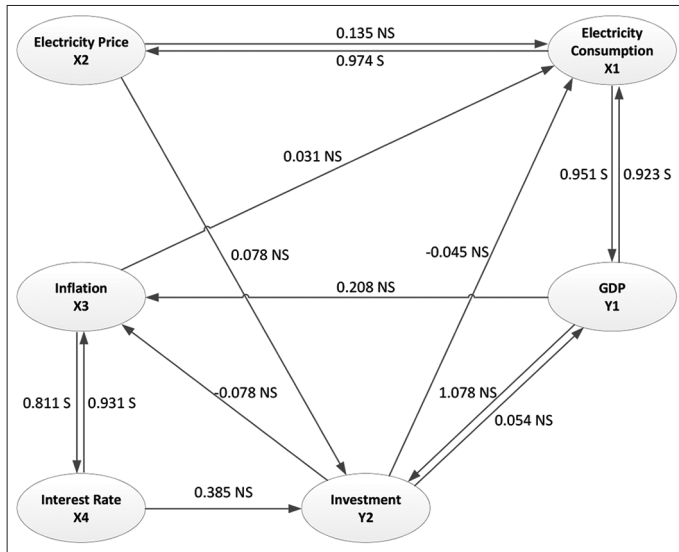 Electricity Price
X2
0.135 NS
0.974 S
Electricity
Consumption
X1
0.031 NS
0.951 S
0.923 S
0.078 NS
-0.045 NS
Inflation
X3
0.208 NS
GDP
Y1
0.811 S
0.931 S
-0.078 NS
1.078 NS
0.054 NS
Interest Rate
X4
0.385 NS
Investment
Y2